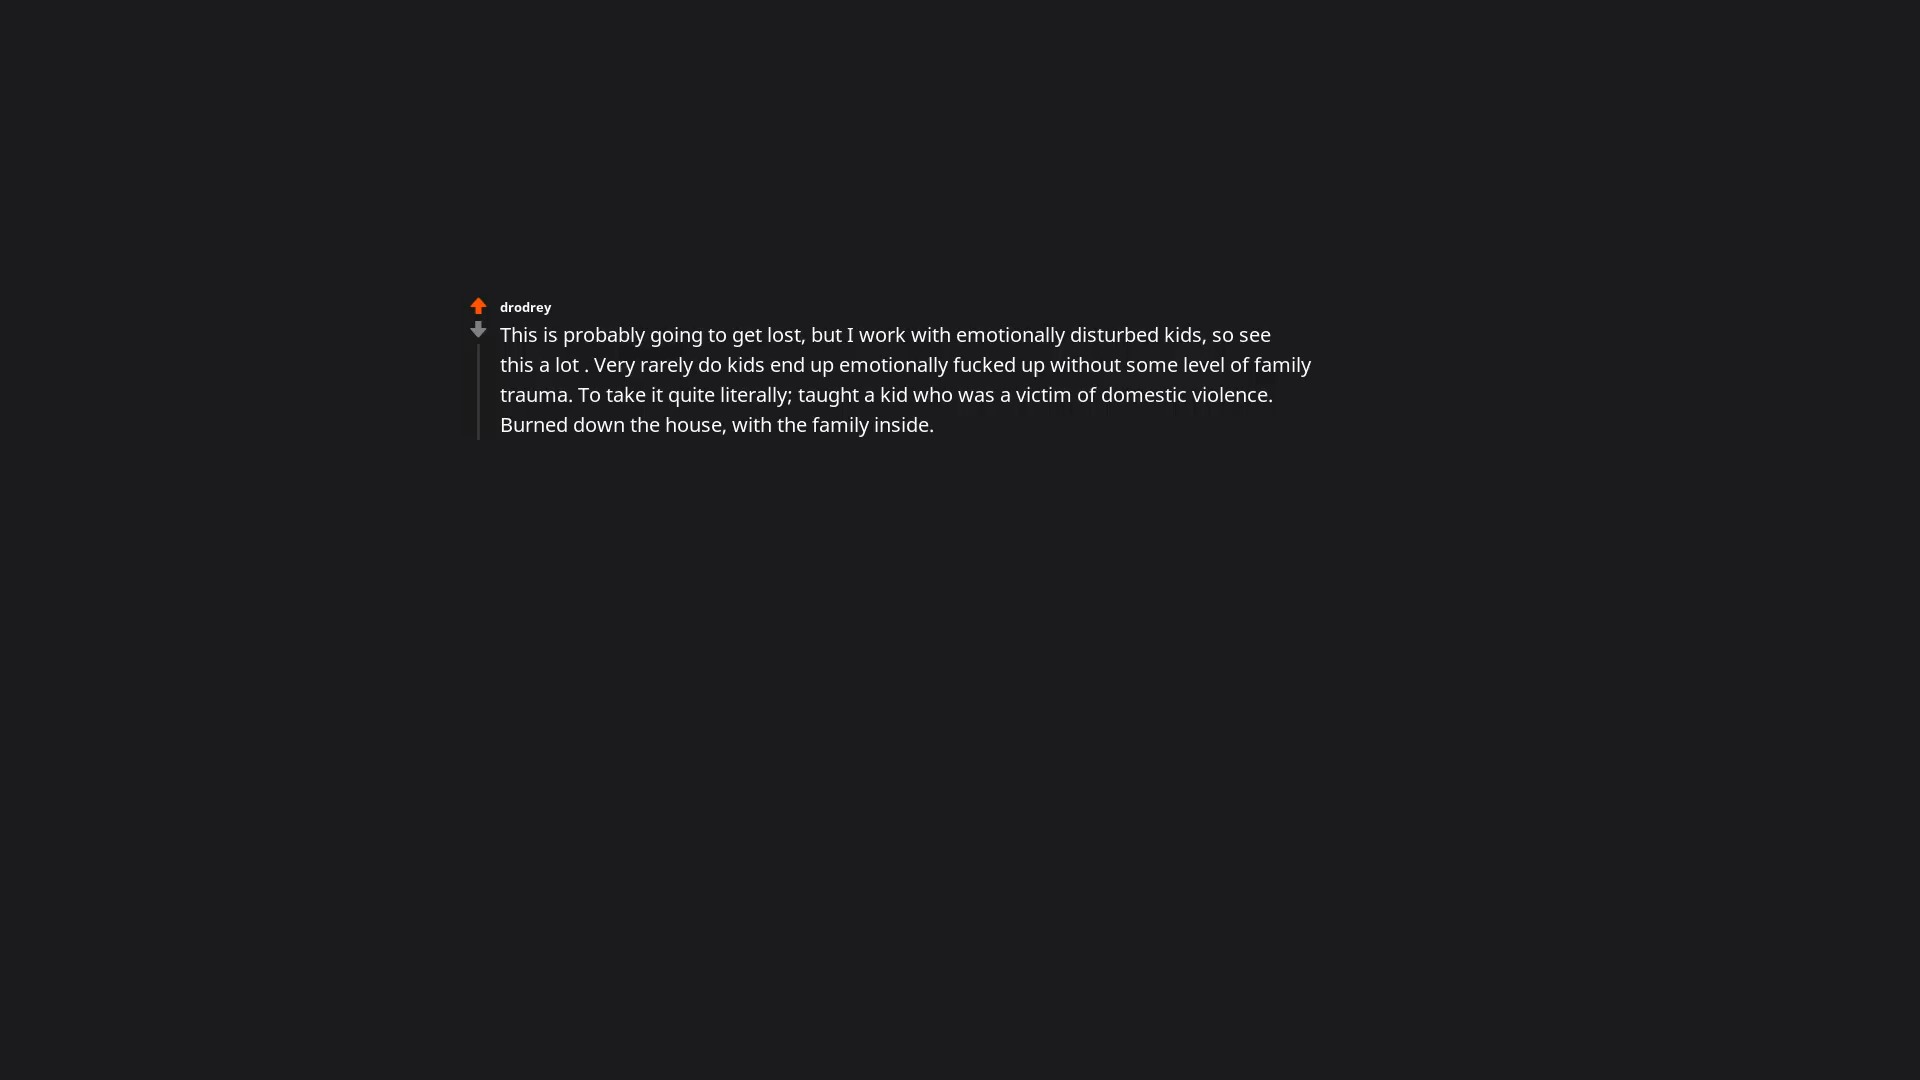 drodrey
This is probably going to get lost, but I work with emotionally disturbed kids, so see
this a lot . Very rarely do kids end up emotionally fucked up without some level of family
trauma. To take it quite literally; taught a kid who was a victim of domestic violence.
Burned down the house, with the family inside.